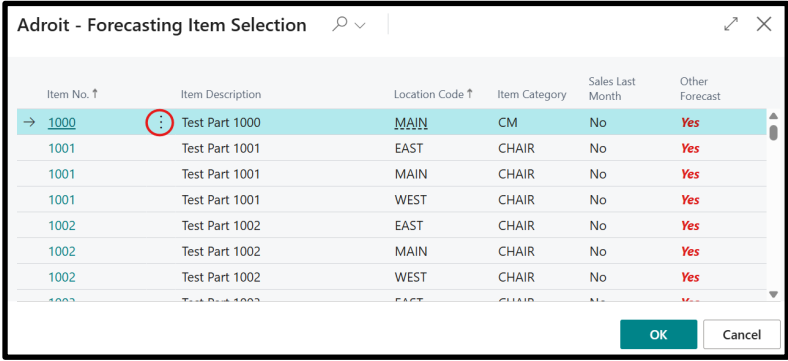 Adroit - Forecasting Item Selection
Item No. ↑ Item Description Location Code ↑ Item Category Sales Last Month Other Forecast
→ 1000 Test Part 1000 MAIN CM No Yes
1001 Test Part 1001 EAST CHAIR No Yes
1001 Test Part 1001 MAIN CHAIR No Yes
1001 Test Part 1001 WEST CHAIR No Yes
1002 Test Part 1002 EAST CHAIR No Yes
1002 Test Part 1002 MAIN CHAIR No Yes
1002 Test Part 1002 WEST CHAIR No Yes
OK Cancel